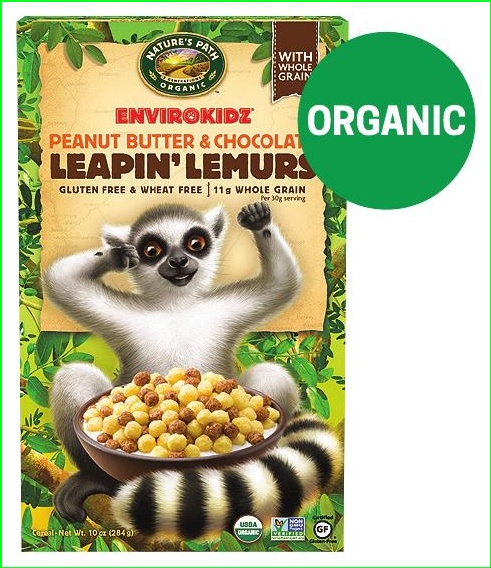 NATURE'S PATH
ORGANIC
WITH
WHOLE
GRAIN
ORGANIC
ENVIROKIDZ
PEANUT BUTTER & CHOCOLAT
LEAPIN' LEMURS
GLUTEN FREE & WHEAT FREE | 11g WHOLE GRAIN
Per 30g serving
Cereal • Net Wt. 10 oz (284g)
USDA
ORGANIC
NON
GMO
Project
VERIFIED
Certified
GF
Gluten-Free